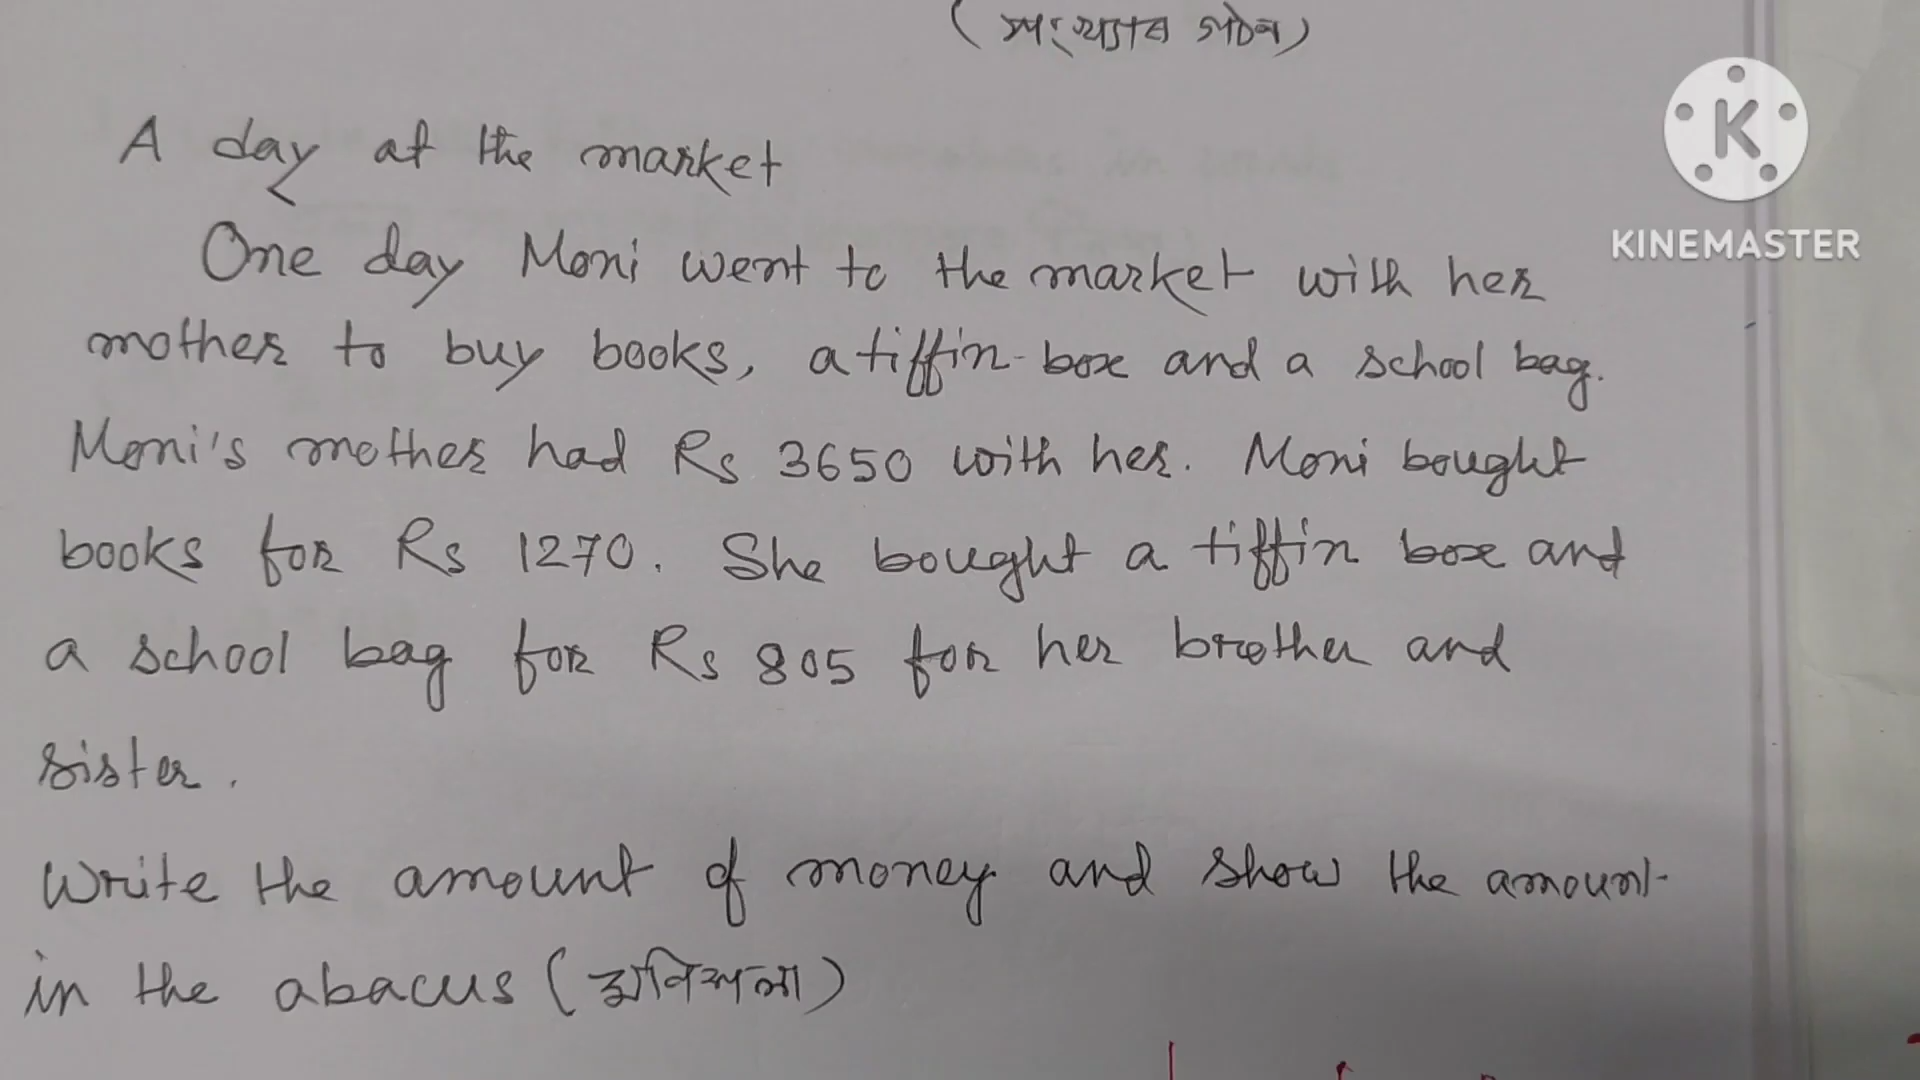 (সংখ্যাৰ গঠন)
A day at the market
One day Moni went to the market with her
mother to buy books, a tiffin-box and a school bag.
Moni's mother had Rs 3650 with her. Moni bought
books for Rs 1270. She bought a tiffin box and
a school bag for Rs 805 for her brother and
sister.
Write the amount of money and show the amount
in the abacus (মণিশলা)
K
KINEMASTER